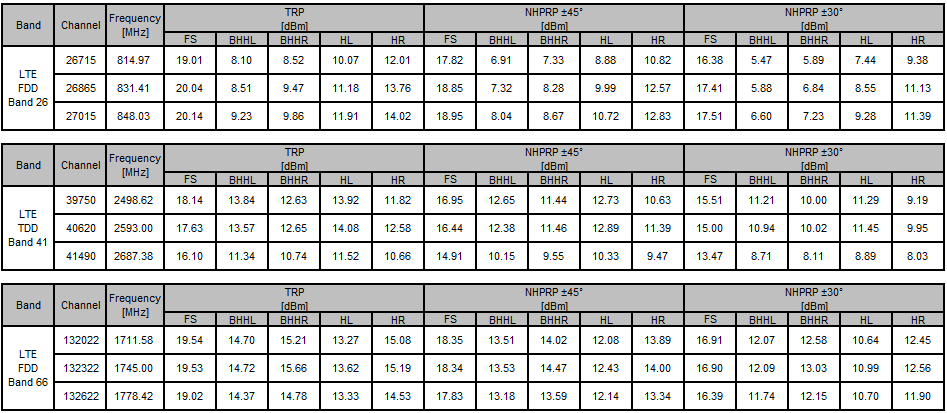 Band Channel Frequency [MHz] TRP [dBm] NHPRP ±45° [dBm] NHPRP ±30° [dBm]
FS BHHL BHHR HL HR FS BHHL BHHR HL HR FS BHHL BHHR HL HR
LTE FDD Band 26
26715 814.97 19.01 8.10 8.52 10.07 12.01 17.82 6.91 7.33 8.88 10.82 16.38 5.47 5.89 7.44 9.38
26865 831.41 20.04 8.51 9.47 11.18 13.76 18.85 7.32 8.28 9.99 12.57 17.41 5.88 6.84 8.55 11.13
27015 848.03 20.14 9.23 9.86 11.91 14.02 18.95 8.04 8.67 10.72 12.83 17.51 6.60 7.23 9.28 11.39
Band Channel Frequency [MHz] TRP [dBm] NHPRP ±45° [dBm] NHPRP ±30° [dBm]
FS BHHL BHHR HL HR FS BHHL BHHR HL HR FS BHHL BHHR HL HR
LTE TDD Band 41
39750 2498.62 18.14 13.84 12.63 13.92 11.82 16.95 12.65 11.44 12.73 10.63 15.51 11.21 10.00 11.29 9.19
40620 2593.00 17.63 13.57 12.65 14.08 12.58 16.44 12.38 11.46 12.89 11.39 15.00 10.94 10.02 11.45 9.95
41490 2687.38 16.10 11.34 10.74 11.52 10.66 14.91 10.15 9.55 10.33 9.47 13.47 8.71 8.11 8.89 8.03
Band Channel Frequency [MHz] TRP [dBm] NHPRP ±45° [dBm] NHPRP ±30° [dBm]
FS BHHL BHHR HL HR FS BHHL BHHR HL HR FS BHHL BHHR HL HR
LTE FDD Band 66
132022 1711.58 19.54 14.70 15.21 13.27 15.08 18.35 13.51 14.02 12.08 13.89 16.91 12.07 12.58 10.64 12.45
132322 1745.00 19.53 14.72 15.66 13.62 15.19 18.34 13.53 14.47 12.43 14.00 16.90 12.09 13.03 10.99 12.56
132622 1778.42 19.02 14.37 14.78 13.33 14.53 17.83 13.18 13.59 12.14 13.34 16.39 11.74 12.15 10.70 11.90